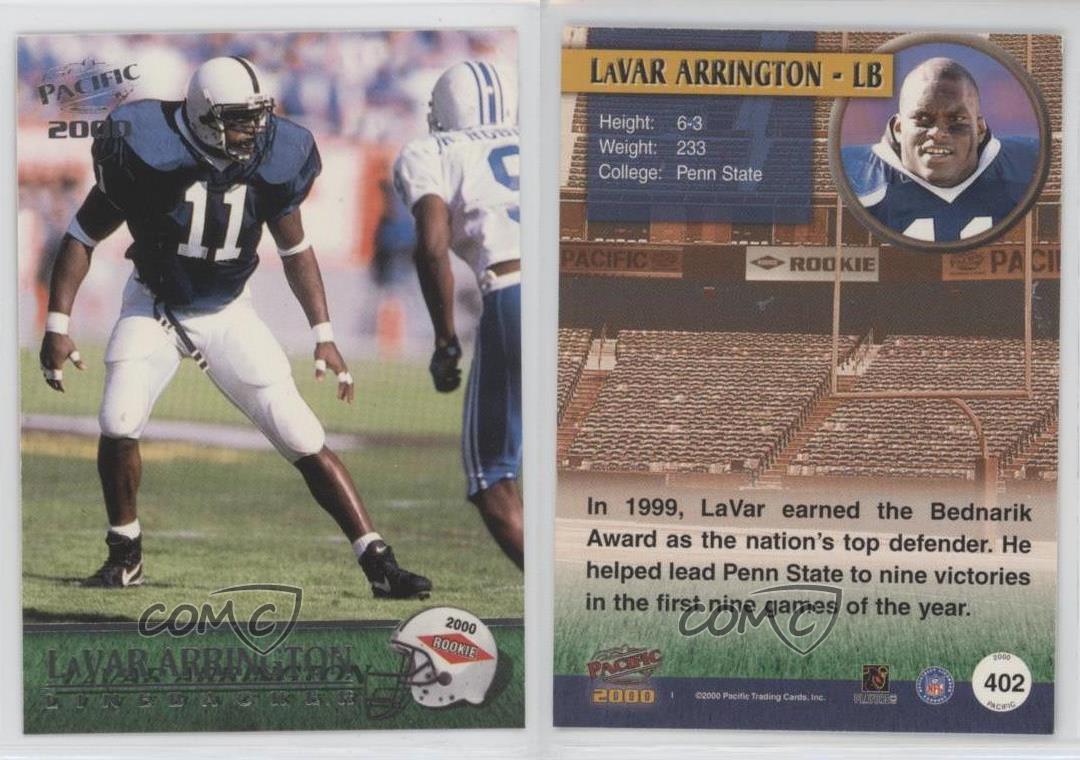 PACIFIC
2000
11
COMC
2000
ROOKIE
LAVAR ARRINGTON
LINEBACKER
LAVAR ARRINGTON - LB
Height: 6-3
Weight: 233
College: Penn State
PACIFIC
ROOKIE
PACI
In 1999, LaVar earned the Bednarik
Award as the nation's top defender. He
helped lead Penn State to nine victories
in the first nine games of the year.
COMC
PACIFIC
2000
©2000 Pacific Trading Cards, Inc.
PLAYERS
NFL
2000
402
PACIFIC